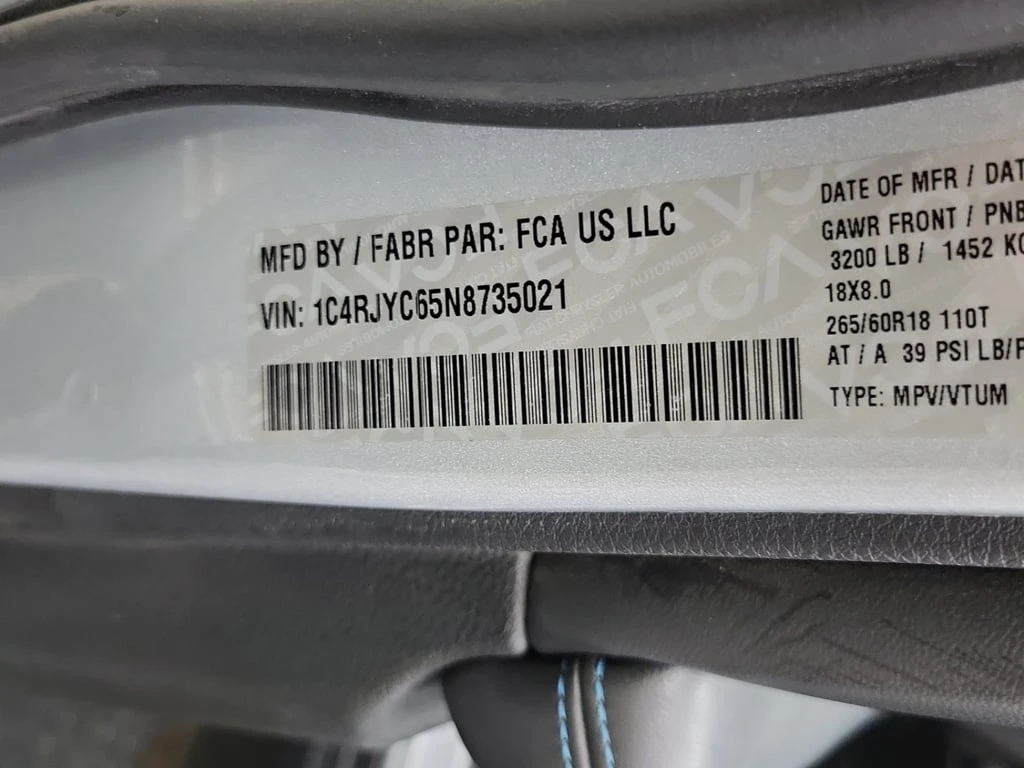 MFD BY / FABR PAR: FCA US LLC
VIN: 1C4RJYC65N8735021
DATE OF MFR / DAT
GAWR FRONT / PNB
3200 LB / 1452 KG
18X8.0
265/60R18 110T
AT / A 39 PSI LB/P
TYPE: MPV/VTUM